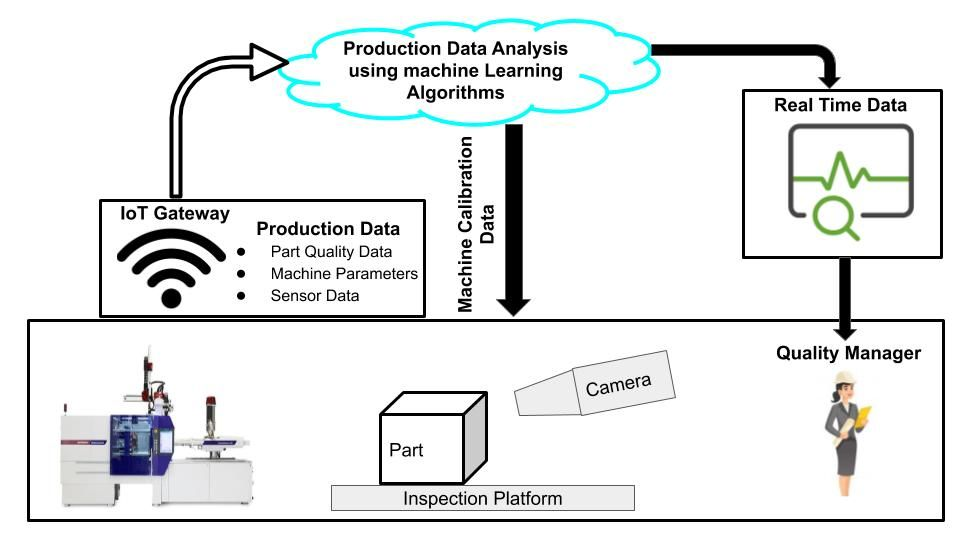 Production Data Analysis
using machine Learning
Algorithms
Real Time Data
IoT Gateway
Production Data
Part Quality Data
Machine Parameters
Sensor Data
Machine Calibration
Data
Quality Manager
Camera
Part
Inspection Platform